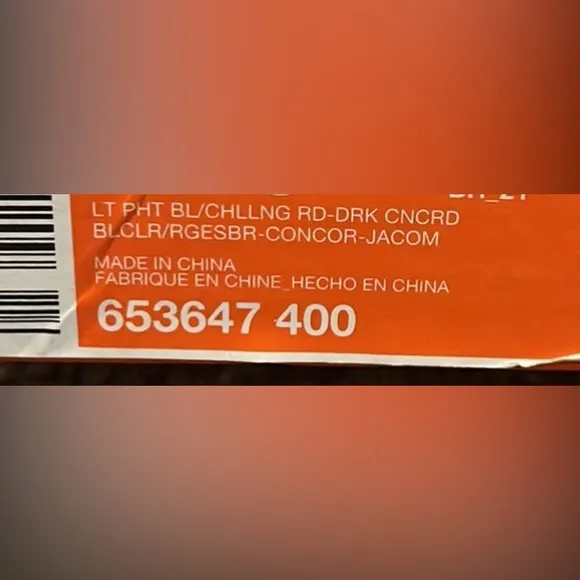 LT PHT BL/CHLLNG RD-DRK CNCRD
BLCLR/RGESBR-CONCOR-JACOM
MADE IN CHINA
FABRIQUE EN CHINE_HECHO EN CHINA
653647 400